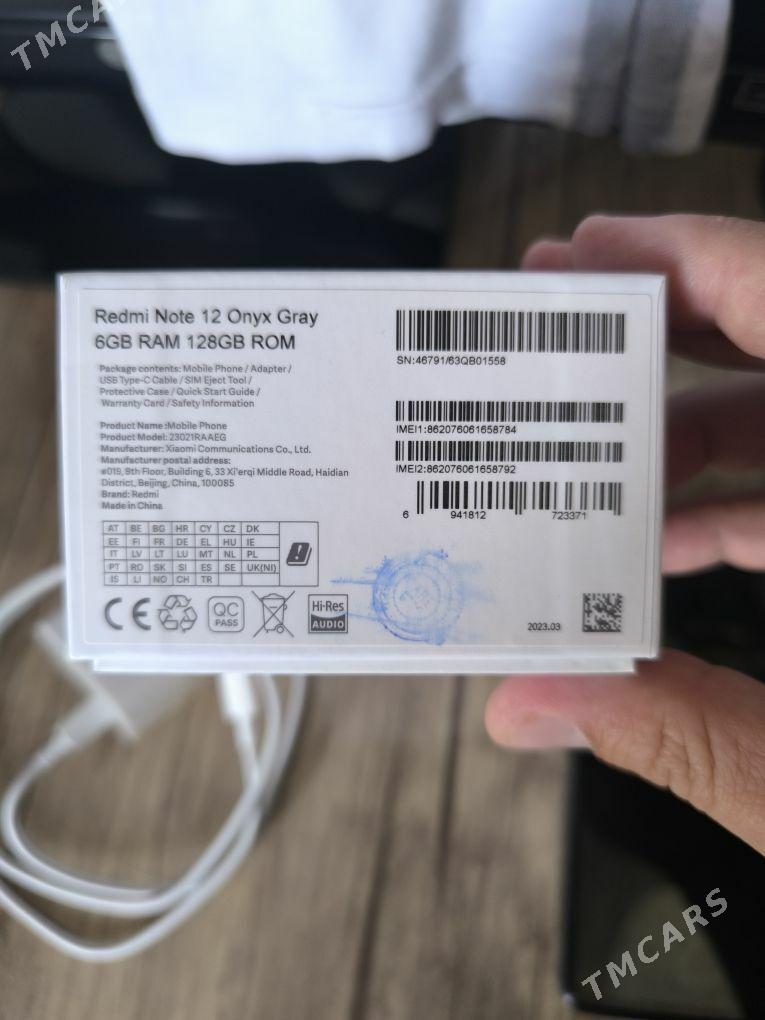 TMCARS
Redmi Note 12 Onyx Gray
6GB RAM 128GB ROM
Package contents: Mobile Phone / Adapter /
USB Type-C Cable / SIM Eject Tool /
Protective Case / Quick Start Guide /
Warranty Card / Safety Information
Product Name :Mobile Phone
Product Model: 23021RAAEG
Manufacturer: Xiaomi Communications Co., Ltd.
Manufacturer postal address:
#019, 9th Floor, Building 6, 33 Xi'erqi Middle Road, Haidian
District, Beijing, China, 100085
Brand: Redmi
Made in China
SN:46791/63QB01558
IMEI1:862076061658784
IMEI2:862076061658792
6 941812 723371
AT BE BG HR CY CZ DK
EE FI FR DE EL HU IE
IT LV LT LU MT NL PL
PT RO SK SI ES SE UK(NI)
IS LI NO CH TR
CE
QC
PASS
Hi-Res
AUDIO
2023.03
TMCARS